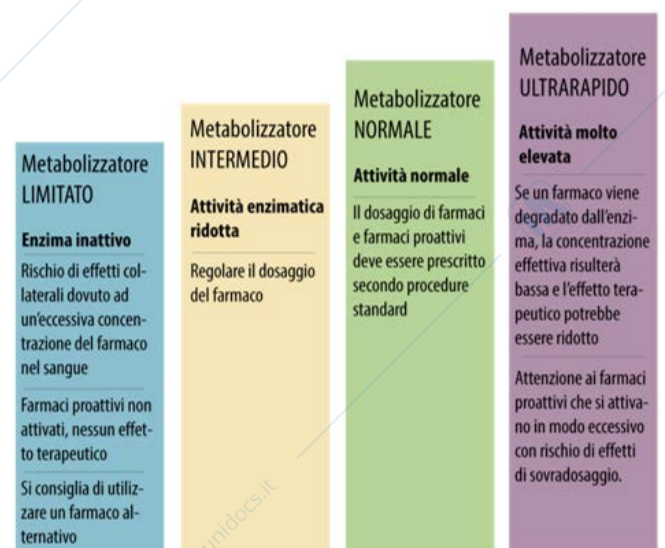 Metabolizzatore
LIMITATO
Enzima inattivo
Rischio di effetti col-
laterali dovuto ad
un'eccessiva concen-
trazione del farmaco
nel sangue
Farmaci proattivi non
attivati, nessun effet-
to terapeutico
Si consiglia di utiliz-
zare un farmaco al-
ternativo
Metabolizzatore
INTERMEDIO
Attività enzimatica
ridotta
Regolare il dosaggio
del farmaco
Metabolizzatore
NORMALE
Attività normale
Il dosaggio di farmaci
e farmaci proattivi
deve essere prescritto
secondo procedure
standard
Metabolizzatore
ULTRARAPIDO
Attività molto
elevata
Se un farmaco viene
degradato dall'enzi-
ma, la concentrazione
effettiva risulterà
bassa e l'effetto tera-
peutico potrebbe
essere ridotto
Attenzione ai farmaci
proattivi che si attiva-
no in modo eccessivo
con rischio di effetti
di sovradosaggio.
unidocs.it